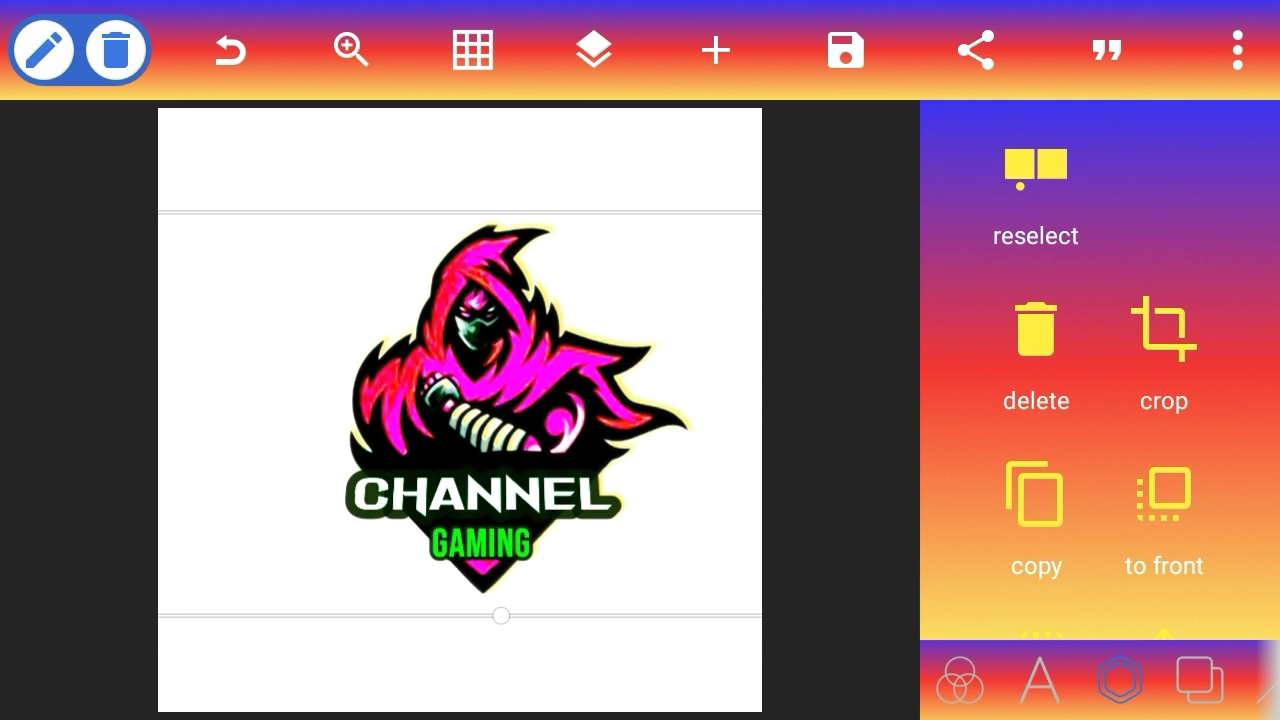 reselect
delete
crop
copy
to front
CHANNEL
GAMING